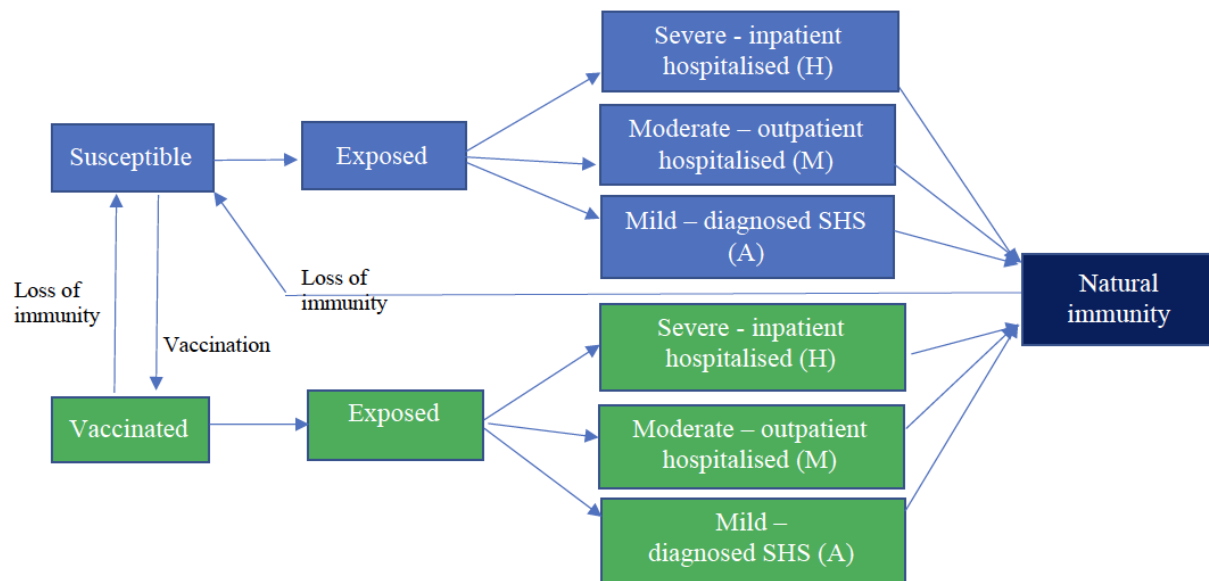 Severe - inpatient
hospitalised (H)
Moderate – outpatient
hospitalised (M)
Susceptible
Exposed
Mild – diagnosed SHS
(A)
Loss of
immunity
Loss of
immunity
Natural
immunity
Vaccination
Severe - inpatient
hospitalised (H)
Vaccinated
Exposed
Moderate – outpatient
hospitalised (M)
Mild –
diagnosed SHS (A)